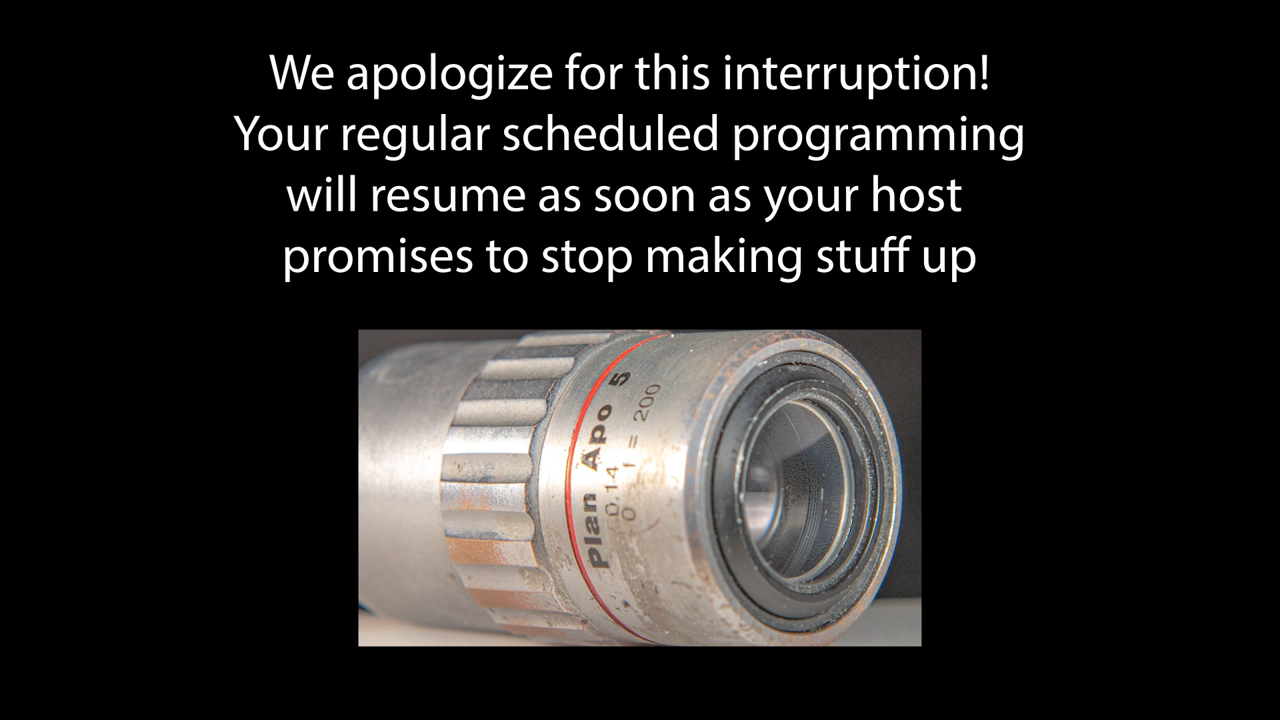 We apologize for this interruption!
Your regular scheduled programming
will resume as soon as your host
promises to stop making stuff up
Plan Apo 5
0.14
0 f = 200